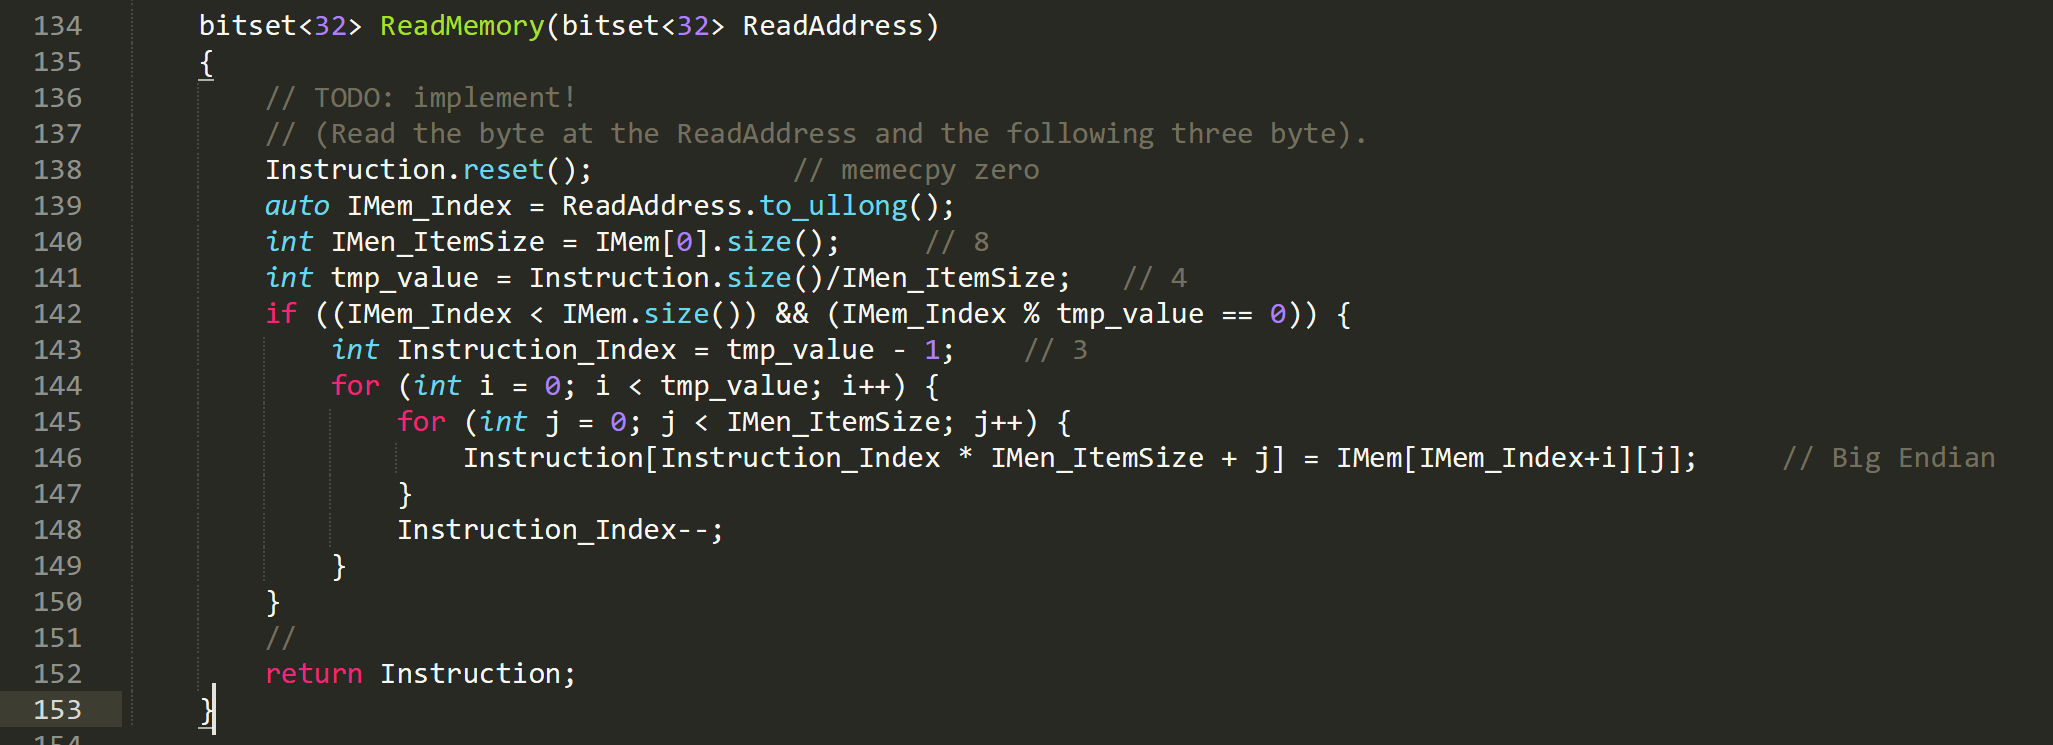 134 bitset<32> ReadMemory(bitset<32> ReadAddress)
135 {
136 // TODO: implement!
137 // (Read the byte at the ReadAddress and the following three byte).
138 Instruction.reset(); // memecpy zero
139 auto IMem_Index = ReadAddress.to_ullong();
140 int IMen_ItemSize = IMem[0].size(); // 8
141 int tmp_value = Instruction.size()/IMen_ItemSize; // 4
142 if ((IMem_Index < IMem.size()) && (IMem_Index % tmp_value == 0)) {
143 int Instruction_Index = tmp_value - 1; // 3
144 for (int i = 0; i < tmp_value; i++) {
145 for (int j = 0; j < IMen_ItemSize; j++) {
146 Instruction[Instruction_Index * IMen_ItemSize + j] = IMem[IMem_Index+i][j]; // Big Endian
147 }
148 Instruction_Index--;
149 }
150 }
151 //
152 return Instruction;
153 }
154